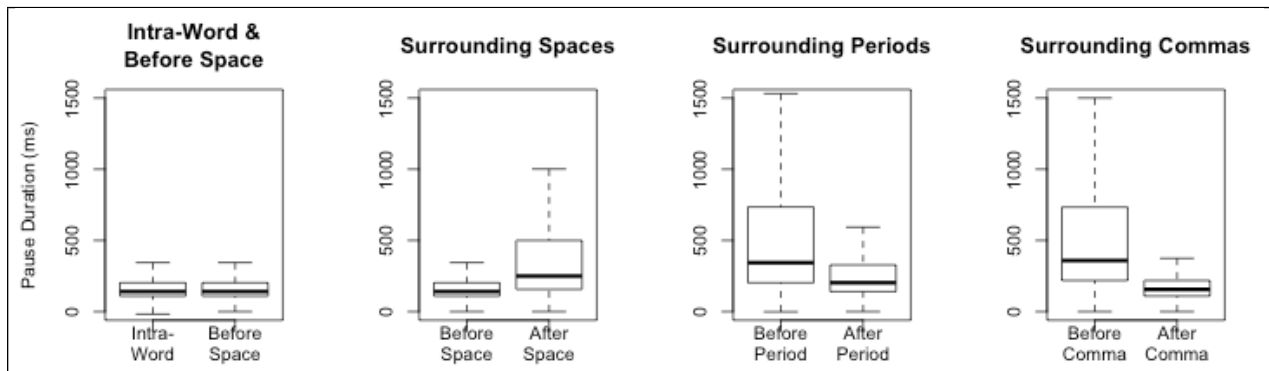 Intra-Word &
Before Space
Surrounding Spaces
Surrounding Periods
Surrounding Commas
Pause Duration (ms)
1500
1000
500
0
Intra-
Word
Before
Space
1500
1000
500
0
Before
Space
After
Space
1500
1000
500
0
Before
Period
After
Period
1500
1000
500
0
Before
Comma
After
Comma